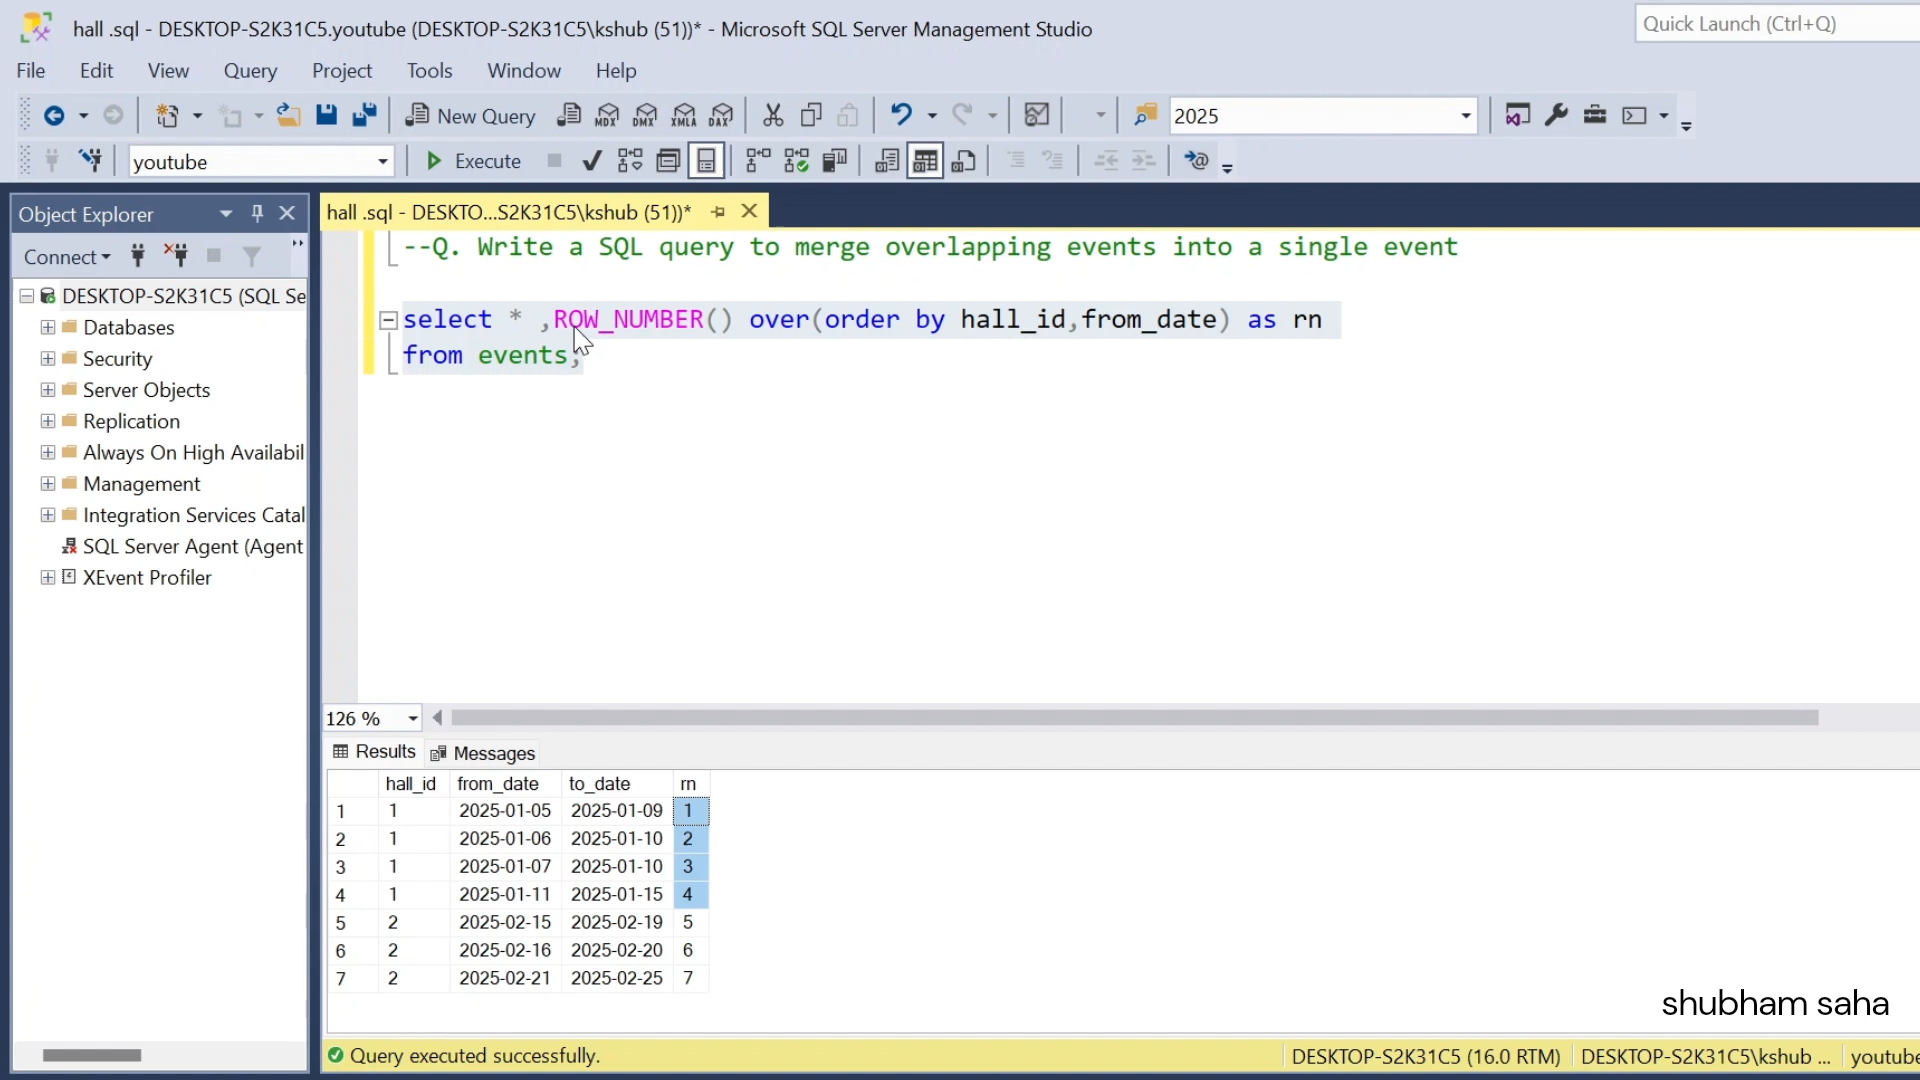 hall .sql - DESKTOP-S2K31C5.youtube (DESKTOP-S2K31C5\kshub (51))* - Microsoft SQL Server Management Studio
Quick Launch (Ctrl+Q)
File Edit View Query Project Tools Window Help
New Query MDX DMX XMLA DAX 2025
youtube Execute
Object Explorer
hall .sql - DESKTO...S2K31C5\kshub (51))*
Connect
DESKTOP-S2K31C5 (SQL Se
Databases
Security
Server Objects
Replication
Always On High Availabil
Management
Integration Services Catal
SQL Server Agent (Agent
XEvent Profiler
--Q. Write a SQL query to merge overlapping events into a single event
select * ,ROW_NUMBER() over(order by hall_id,from_date) as rn
from events;
126 %
Results Messages
hall_id from_date to_date rn
1 1 2025-01-05 2025-01-09 1
2 1 2025-01-06 2025-01-10 2
3 1 2025-01-07 2025-01-10 3
4 1 2025-01-11 2025-01-15 4
5 2 2025-02-15 2025-02-19 5
6 2 2025-02-16 2025-02-20 6
7 2 2025-02-21 2025-02-25 7
shubham saha
Query executed successfully. DESKTOP-S2K31C5 (16.0 RTM) DESKTOP-S2K31C5\kshub ... youtube